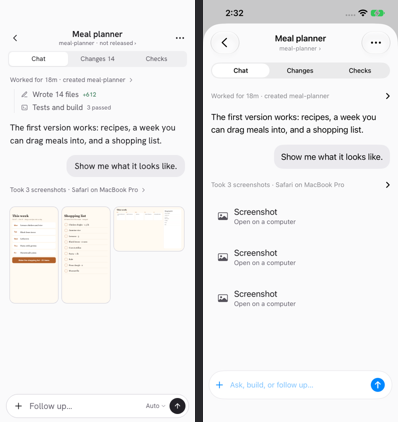 Meal planner
meal-planner · not released ›
Chat
Changes 14
Checks
Worked for 18m · created meal-planner ›
Wrote 14 files +612
Tests and build 3 passed
The first version works: recipes, a week you
can drag meals into, and a shopping list.
Show me what it looks like.
Took 3 screenshots · Safari on MacBook Pro ›
This week
Shopping list
Follow up...
Auto
2:32
Meal planner
meal-planner ›
Chat
Changes
Checks
Worked for 18m · created meal-planner
The first version works: recipes, a week you
can drag meals into, and a shopping list.
Show me what it looks like.
Took 3 screenshots · Safari on MacBook Pro
Screenshot
Open on a computer
Screenshot
Open on a computer
Screenshot
Open on a computer
Ask, build, or follow up...